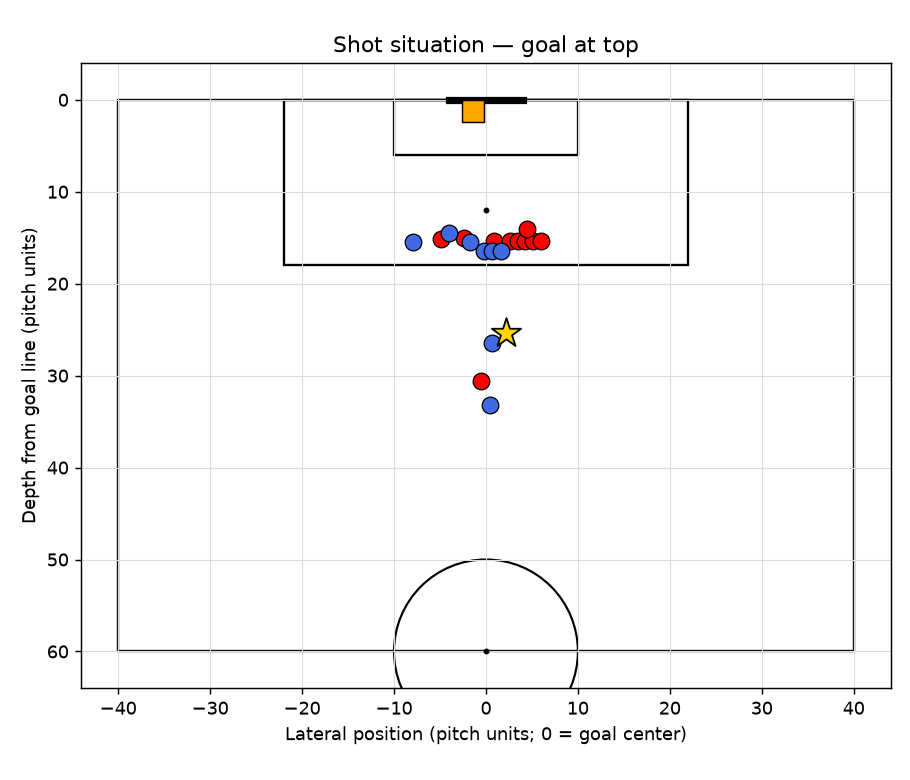 Shot situation — goal at top
0
10
20
30
40
50
60
Depth from goal line (pitch units)
−40 −30 −20 −10 0 10 20 30 40
Lateral position (pitch units; 0 = goal center)